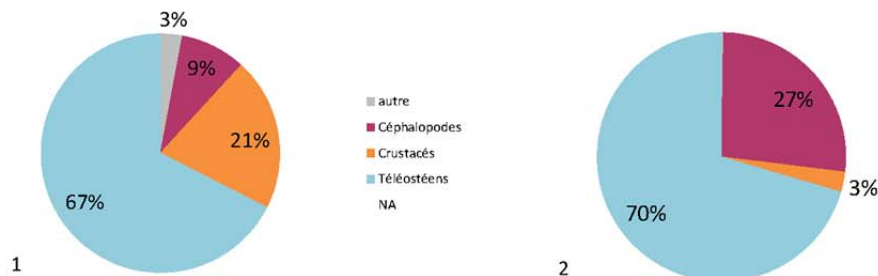 3%
9%
21%
67%
1
autre
Céphalopodes
Crustacés
Téléostéens
NA
27%
3%
70%
2